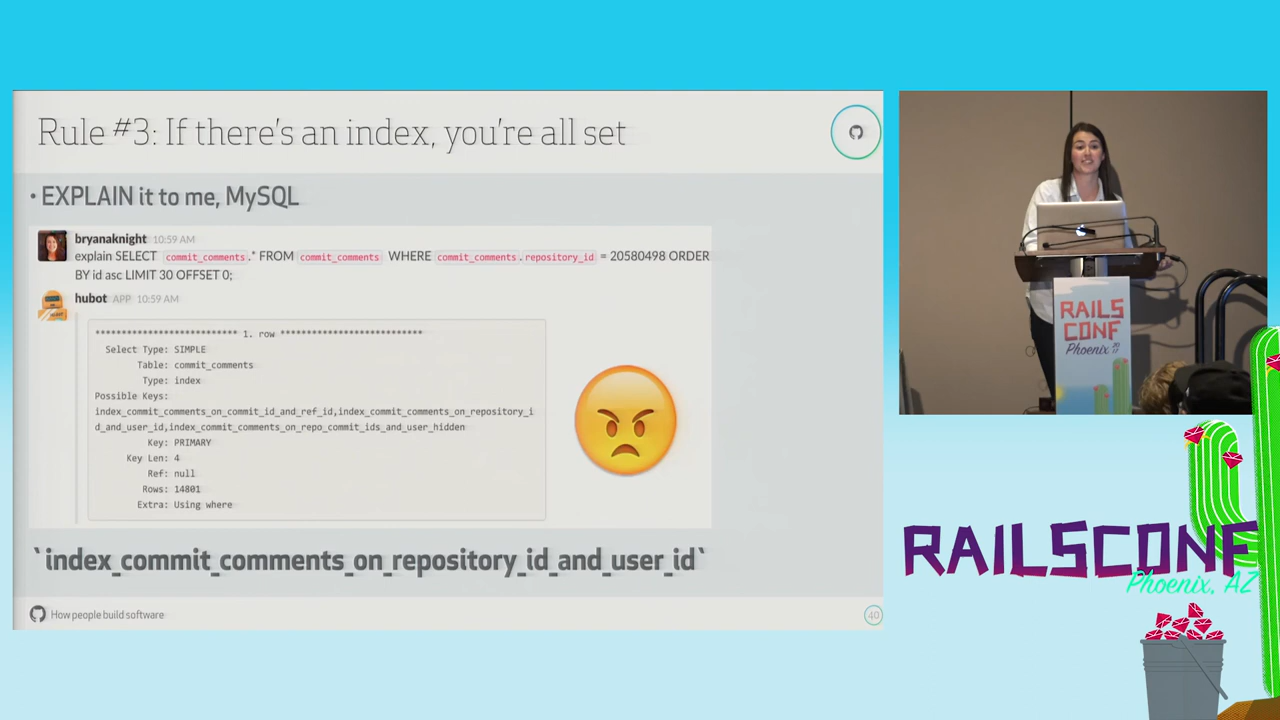 Rule #3: If there's an index, you're all set
• EXPLAIN it to me, MySQL
bryanaknight 10:59 AM
explain SELECT commit_comments.* FROM commit_comments WHERE commit_comments.repository_id = 20580498 ORDER
BY id asc LIMIT 30 OFFSET 0;
hubot APP 10:59 AM
*************************** 1. row ***************************
Select Type: SIMPLE
Table: commit_comments
Type: index
Possible Keys:
index_commit_comments_on_commit_id_and_ref_id,index_commit_comments_on_repository_i
d_and_user_id,index_commit_comments_on_repo_commit_ids_and_user_hidden
Key: PRIMARY
Key Len: 4
Ref: null
Rows: 14801
Extra: Using where
`index_commit_comments_on_repository_id_and_user_id`
How people build software
40
RAILS
CONF
Phoenix 2017
RAILSCONF
Phoenix, AZ